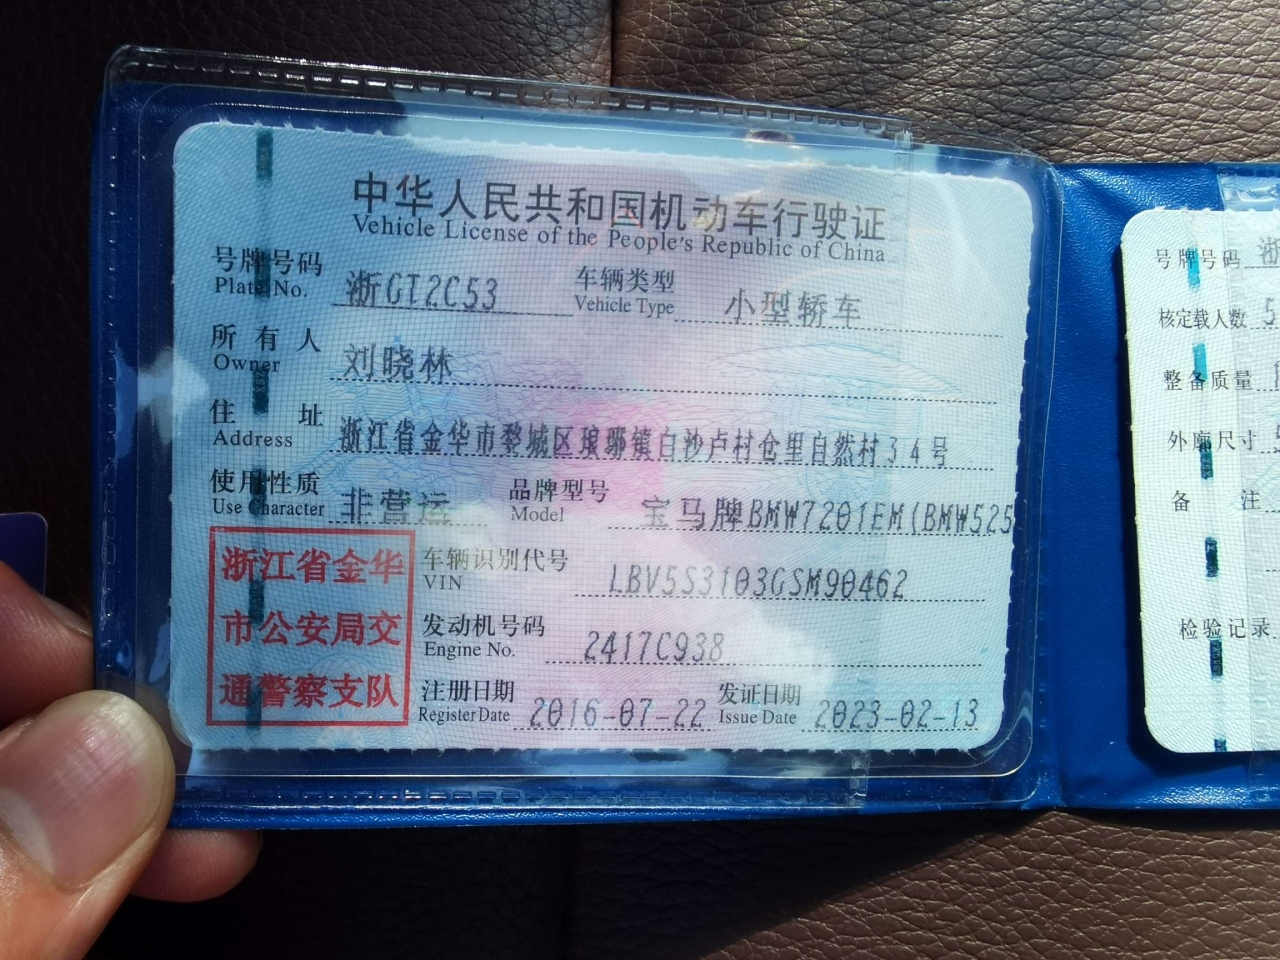 中华人民共和国机动车行驶证
Vehicle License of the People's Republic of China
号牌号码 浙GT2C53 车辆类型 小型轿车
Plate No. Vehicle Type
所有人 刘晓林
Owner
住址 浙江省金华市婺城区琅琊镇白沙卢村仓里自然村34号
Address
使用性质 非营运 品牌型号 宝马牌BMW7201EM(BMW525
Use Character Model
浙江省金华
市公安局交
通警察支队
车辆识别代号 LBV5S3103GSM90462
VIN
发动机号码 2417C938
Engine No.
注册日期 2016-07-22 发证日期 2023-02-13
Register Date Issue Date
号牌号码 浙
核定载人数 5
整备质量
外廓尺寸
备注
检验记录